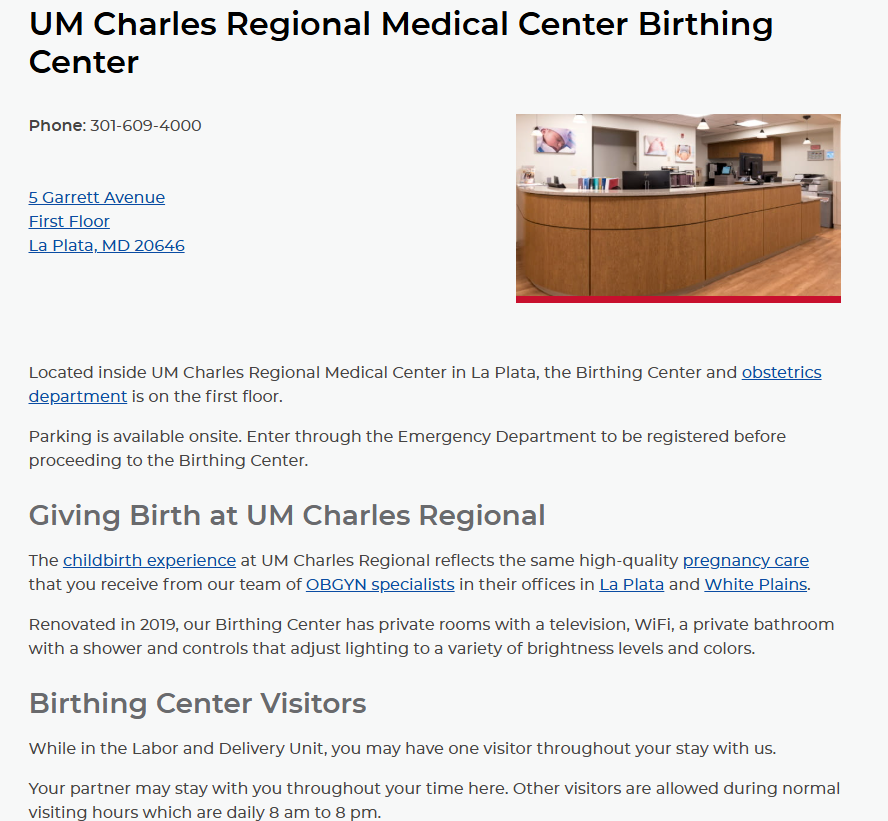 UM Charles Regional Medical Center Birthing
Center
Phone: 301-609-4000
5 Garrett Avenue
First Floor
La Plata, MD 20646
Located inside UM Charles Regional Medical Center in La Plata, the Birthing Center and obstetrics
department is on the first floor.
Parking is available onsite. Enter through the Emergency Department to be registered before
proceeding to the Birthing Center.
Giving Birth at UM Charles Regional
The childbirth experience at UM Charles Regional reflects the same high-quality pregnancy care
that you receive from our team of OBGYN specialists in their offices in La Plata and White Plains.
Renovated in 2019, our Birthing Center has private rooms with a television, WiFi, a private bathroom
with a shower and controls that adjust lighting to a variety of brightness levels and colors.
Birthing Center Visitors
While in the Labor and Delivery Unit, you may have one visitor throughout your stay with us.
Your partner may stay with you throughout your time here. Other visitors are allowed during normal
visiting hours which are daily 8 am to 8 pm.